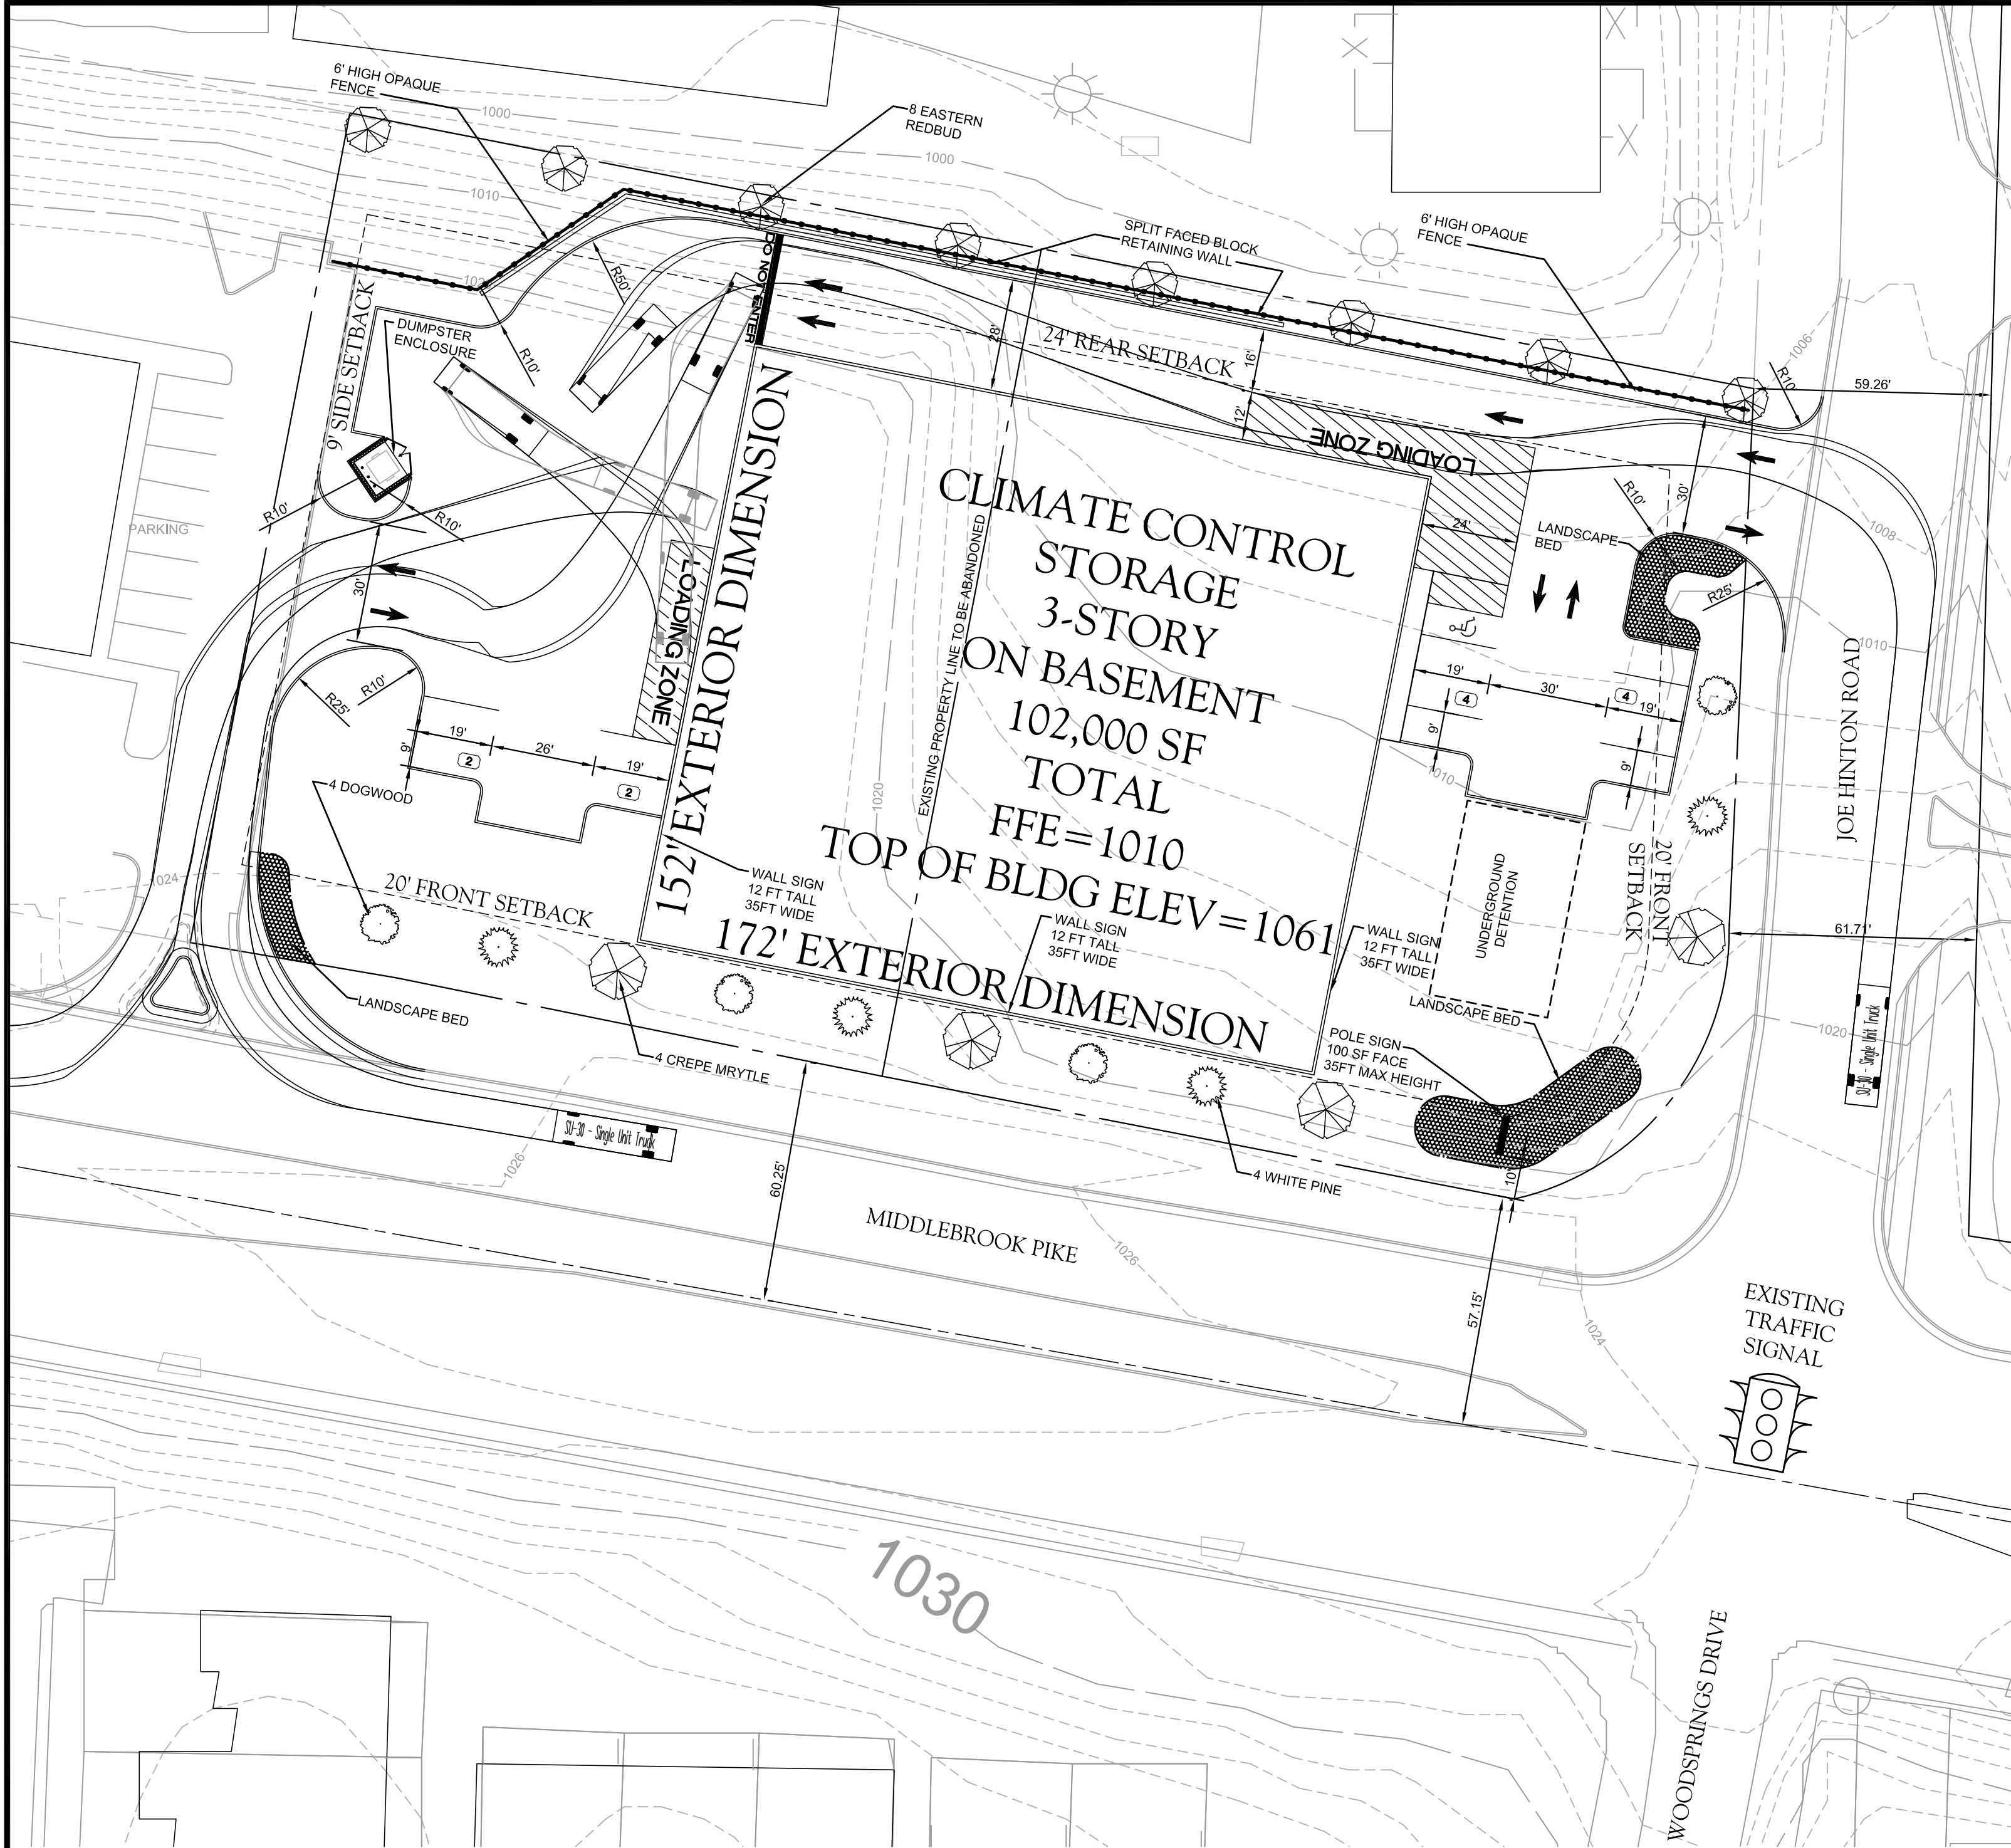 6' HIGH OPAQUE
FENCE
1000
8 EASTERN
REDBUD
1000
1010
SPLIT FACED BLOCK
RETAINING WALL
6' HIGH OPAQUE
FENCE
DO NOT ENTER
R50'
R10'
9' SIDE SETBACK
DUMPSTER
ENCLOSURE
28'
24' REAR SETBACK
16'
12'
1006
R10'
59.26'
LOADING ZONE
R10'
R10'
PARKING
30'
152' EXTERIOR DIMENSION
LOADING ZONE
EXISTING PROPERTY LINE TO BE ABANDONED
CLIMATE CONTROL
STORAGE
3-STORY
ON BASEMENT
102,000 SF
TOTAL
FFE=1010
TOP OF BLDG ELEV=1061
24'
R10'
30'
LANDSCAPE
BED
1008
R25'
1010
JOE HINTON ROAD
19'
4
30'
4
19'
9'
9'
1010
R25'
R10'
19'
26'
19'
9'
2
2
4 DOGWOOD
1020
1024
20' FRONT SETBACK
WALL SIGN
12 FT TALL
35FT WIDE
172' EXTERIOR DIMENSION
WALL SIGN
12 FT TALL
35FT WIDE
WALL SIGN
12 FT TALL
35FT WIDE
UNDERGROUND
DETENTION
20' FRONT
SETBACK
61.71'
LANDSCAPE BED
LANDSCAPE BED
4 CREPE MRYTLE
POLE SIGN
100 SF FACE
35FT MAX HEIGHT
1020
SU-30 - Single Unit Truck
SU-30 - Single Unit Truck
1026
60.25'
4 WHITE PINE
MIDDLEBROOK PIKE
1026
57.15'
1024
EXISTING
TRAFFIC
SIGNAL
1030
WOODSPRINGS DRIVE